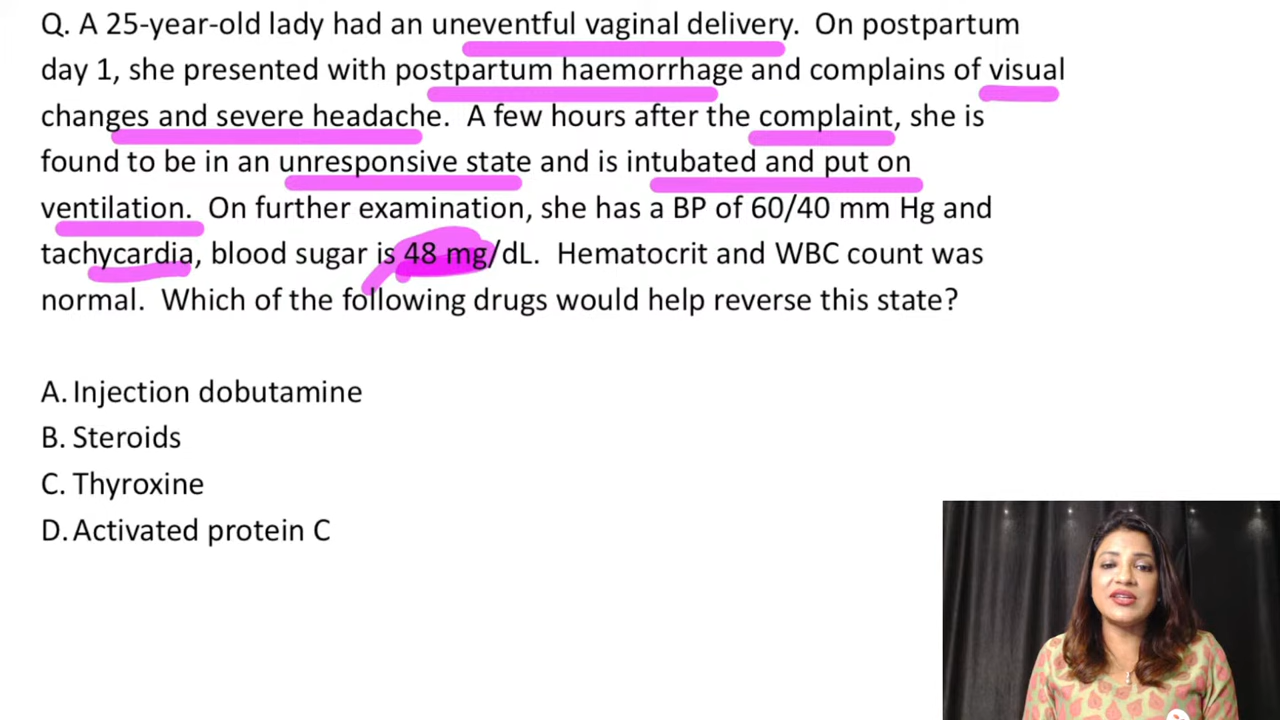 Q. A 25-year-old lady had an uneventful vaginal delivery. On postpartum
day 1, she presented with postpartum haemorrhage and complains of visual
changes and severe headache. A few hours after the complaint, she is
found to be in an unresponsive state and is intubated and put on
ventilation. On further examination, she has a BP of 60/40 mm Hg and
tachycardia, blood sugar is 48 mg/dL. Hematocrit and WBC count was
normal. Which of the following drugs would help reverse this state?
A. Injection dobutamine
B. Steroids
C. Thyroxine
D. Activated protein C